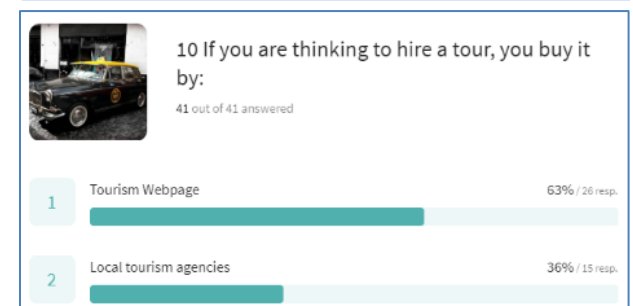 10 If you are thinking to hire a tour, you buy it
by:
41 out of 41 answered
1
Tourism Webpage
63% / 26 resp.
2
Local tourism agencies
36% / 15 resp.